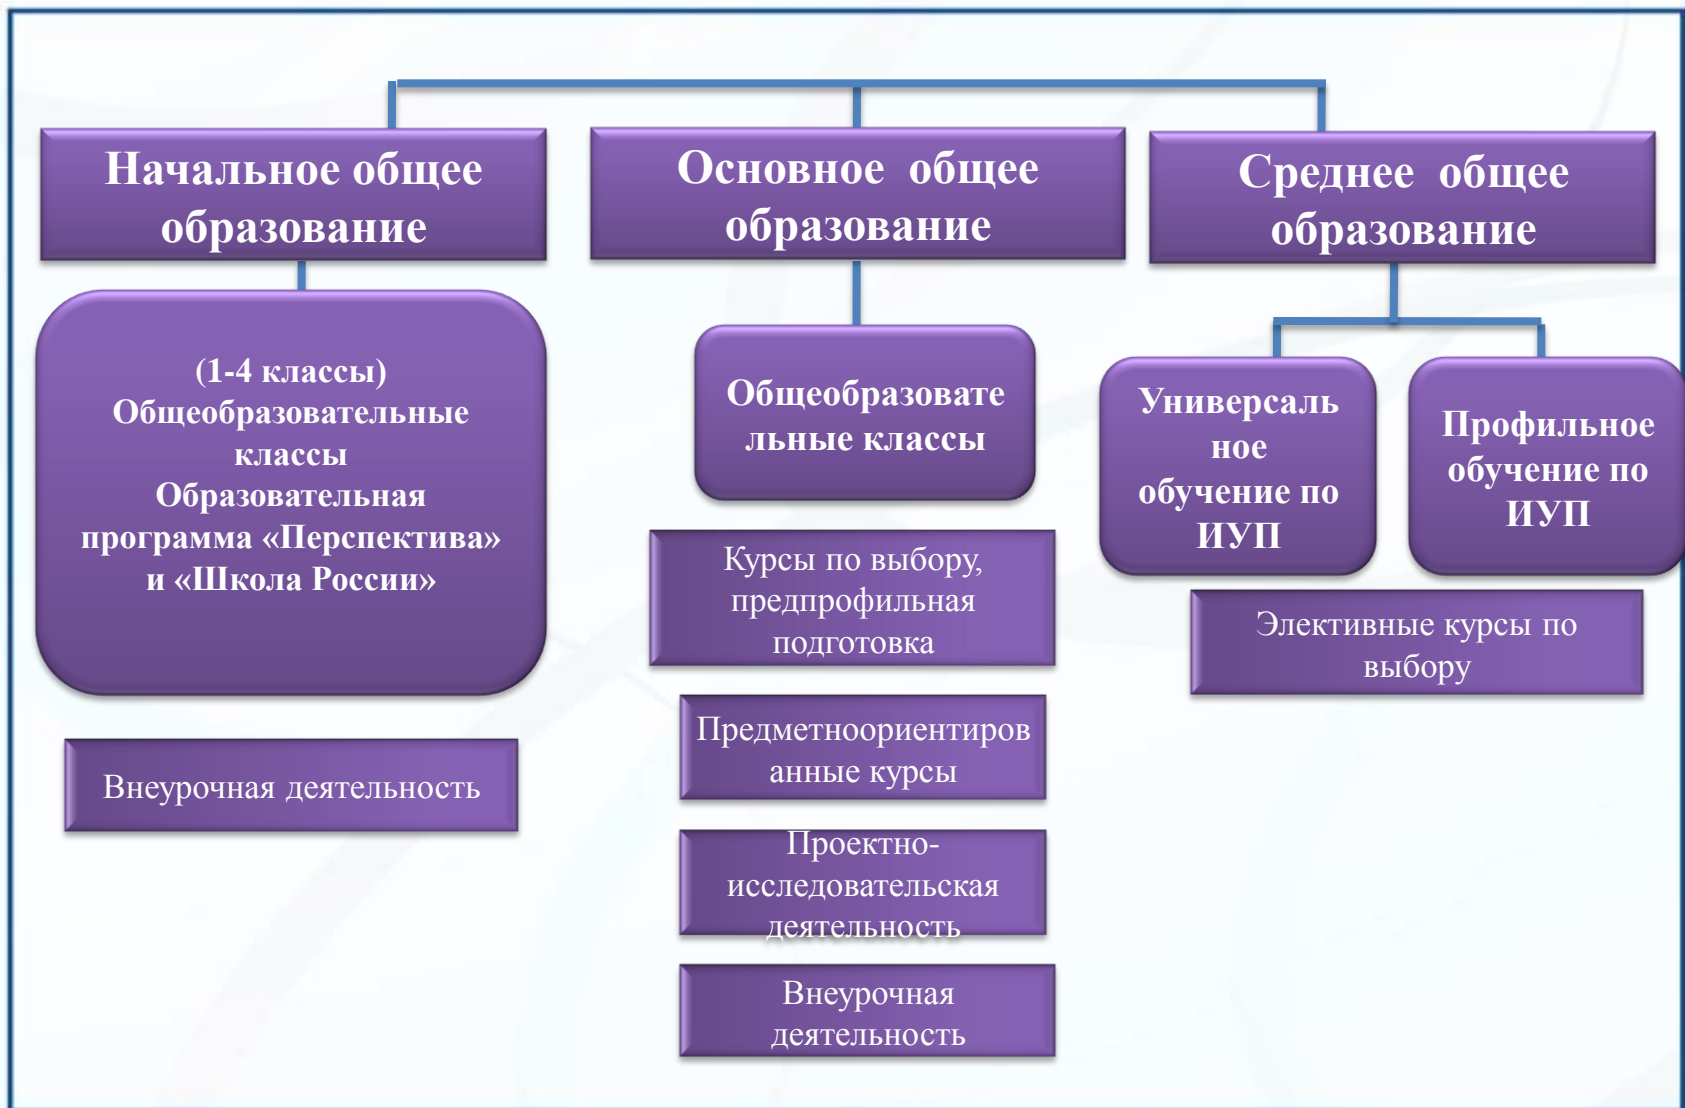 Начальное общее
образование
(1-4 классы)
Общеобразовательные
классы
Образовательная
программа «Перспектива»
и «Школа России»
Внеурочная деятельность
Основное  общее
образование
Общеобразовате
льные классы
Курсы по выбору,
предпрофильная
подготовка
Предметноориентиров
анные курсы
Проектно-
исследовательская
деятельность
Внеурочная
деятельность
Среднее  общее
образование
Универсаль
ное
обучение по
ИУП
Профильное
обучение по
ИУП
Элективные курсы по
выбору